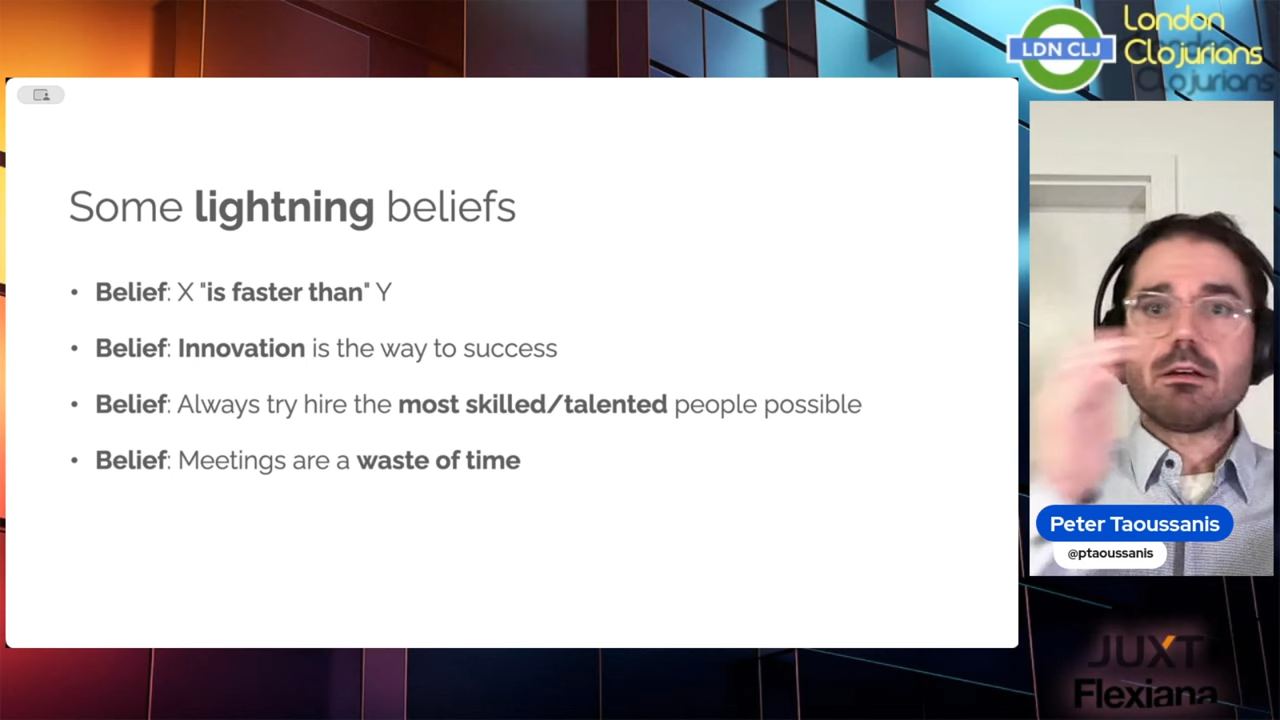 LDN CLJ
London
Clojurians
Some lightning beliefs
• Belief: X "is faster than" Y
• Belief: Innovation is the way to success
• Belief: Always try hire the most skilled/talented people possible
• Belief: Meetings are a waste of time
Peter Taoussanis
@ptaoussanis
JUXT
Flexiana